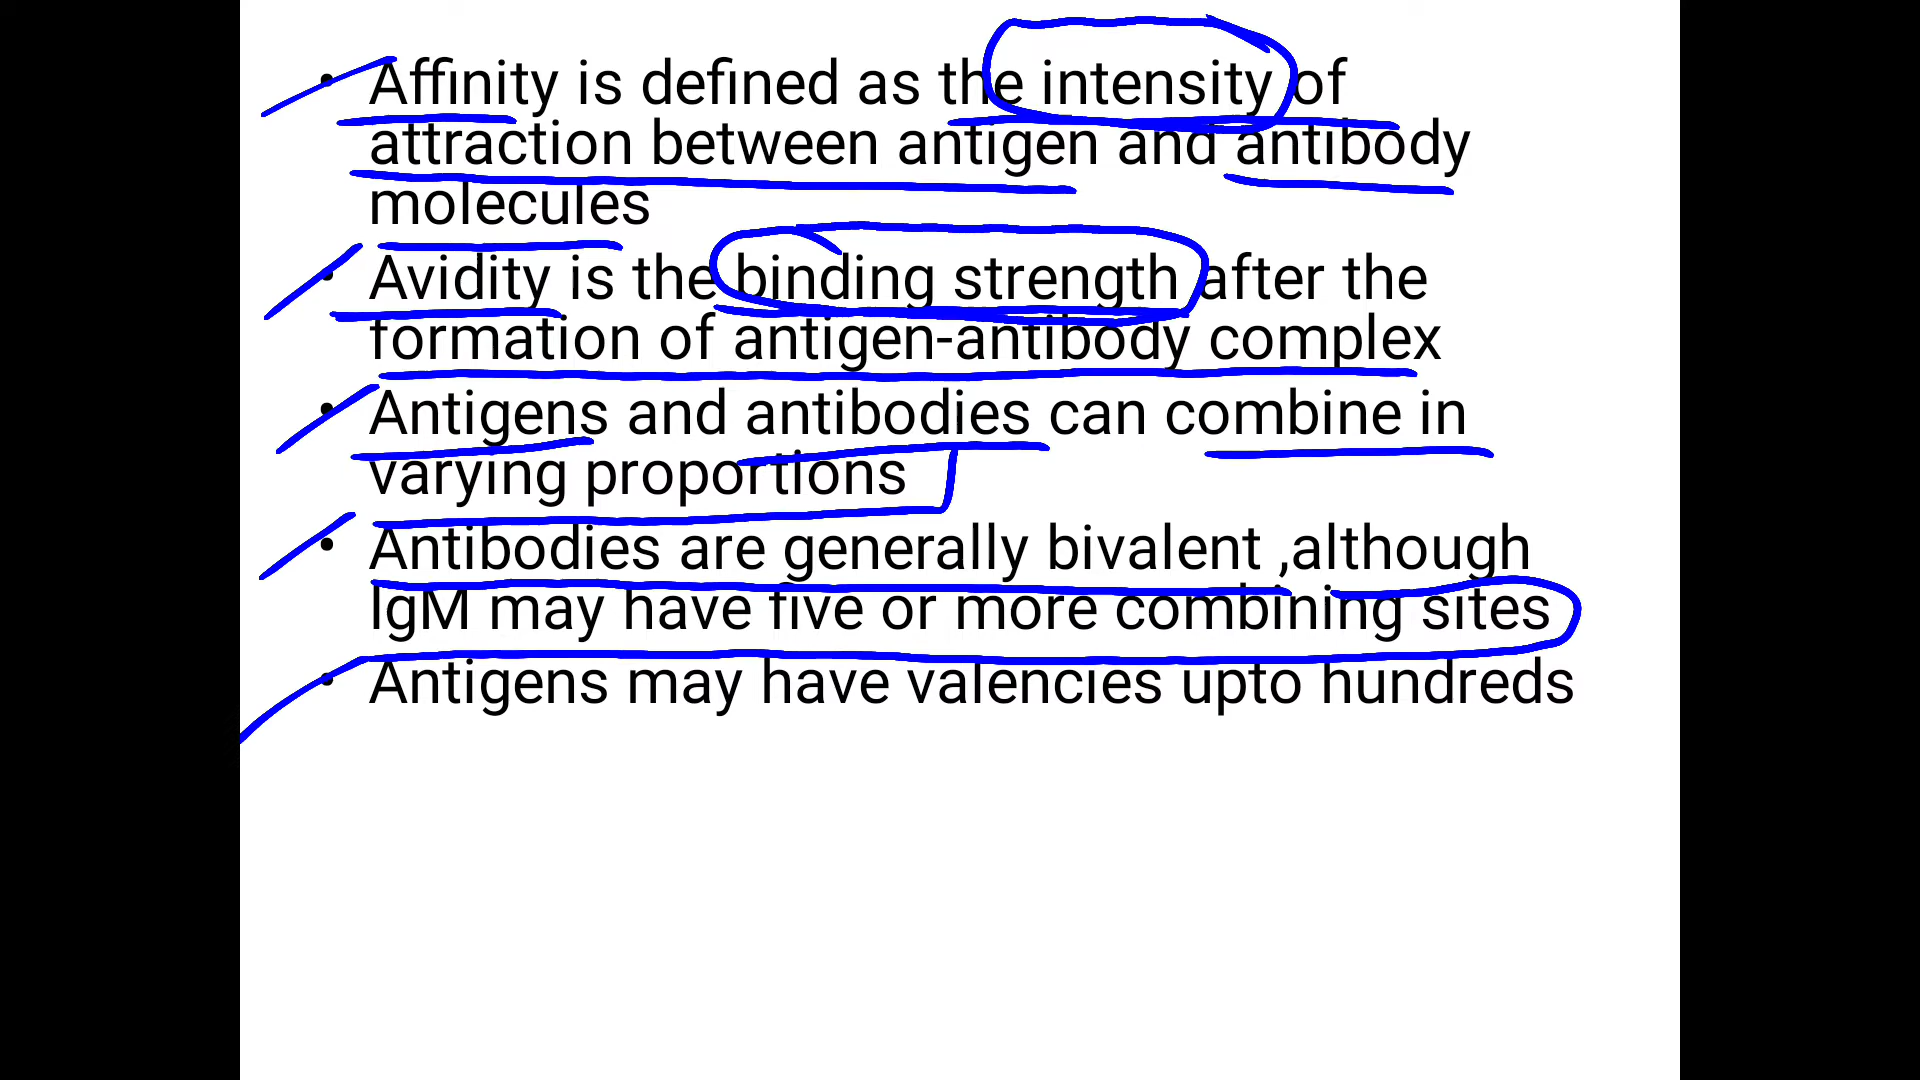 • Affinity is defined as the intensity of
attraction between antigen and antibody
molecules
• Avidity is the binding strength after the
formation of antigen-antibody complex
• Antigens and antibodies can combine in
varying proportions
• Antibodies are generally bivalent ,although
IgM may have five or more combining sites
• Antigens may have valencies upto hundreds